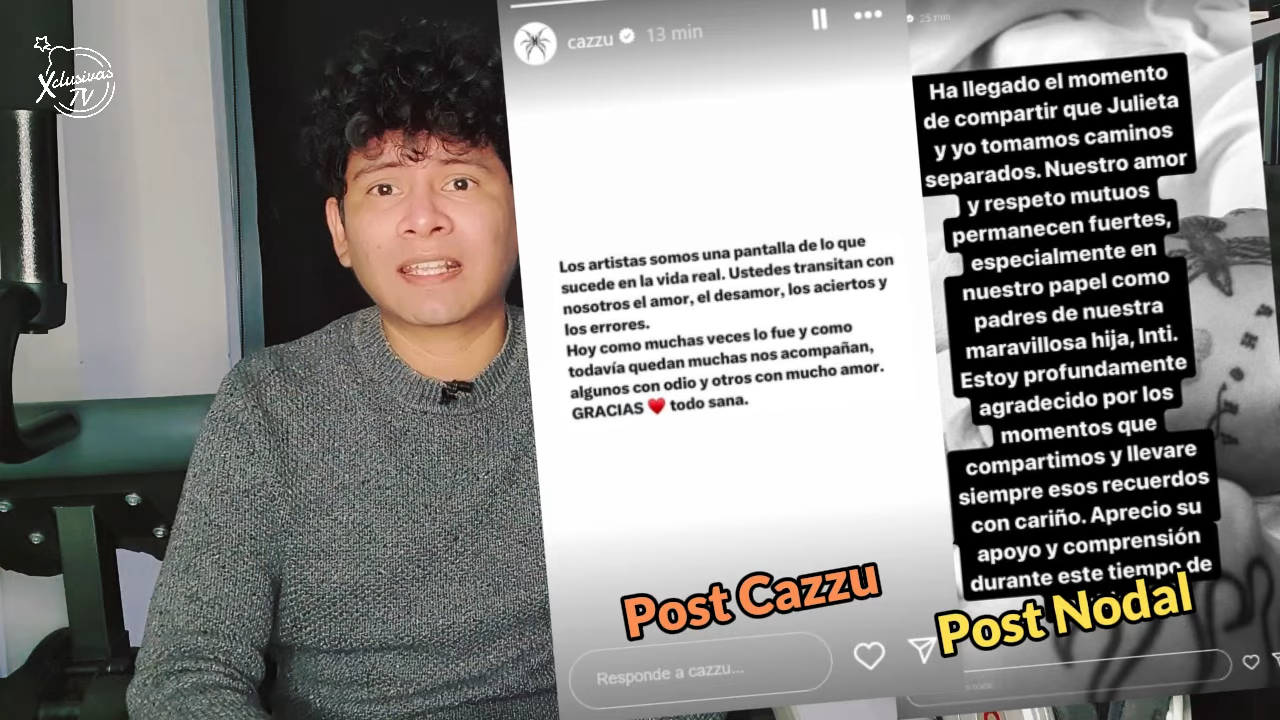 Xclusivas
TV
cazzu 13 min
Los artistas somos una pantalla de lo que
sucede en la vida real. Ustedes transitan con
nosotros el amor, el desamor, los aciertos y
los errores.
Hoy como muchas veces lo fue y como
todavía quedan muchas nos acompañan,
algunos con odio y otros con mucho amor.
GRACIAS ❤️ todo sana.
Post Cazzu
Responde a cazzu...
25 min
Ha llegado el momento
de compartir que Julieta
y yo tomamos caminos
separados. Nuestro amor
y respeto mutuos
permanecen fuertes,
especialmente en
nuestro papel como
padres de nuestra
maravillosa hija, Inti.
Estoy profundamente
agradecido por los
momentos que
compartimos y llevare
siempre esos recuerdos
con cariño. Aprecio su
apoyo y comprensión
durante este tiempo de
Post Nodal